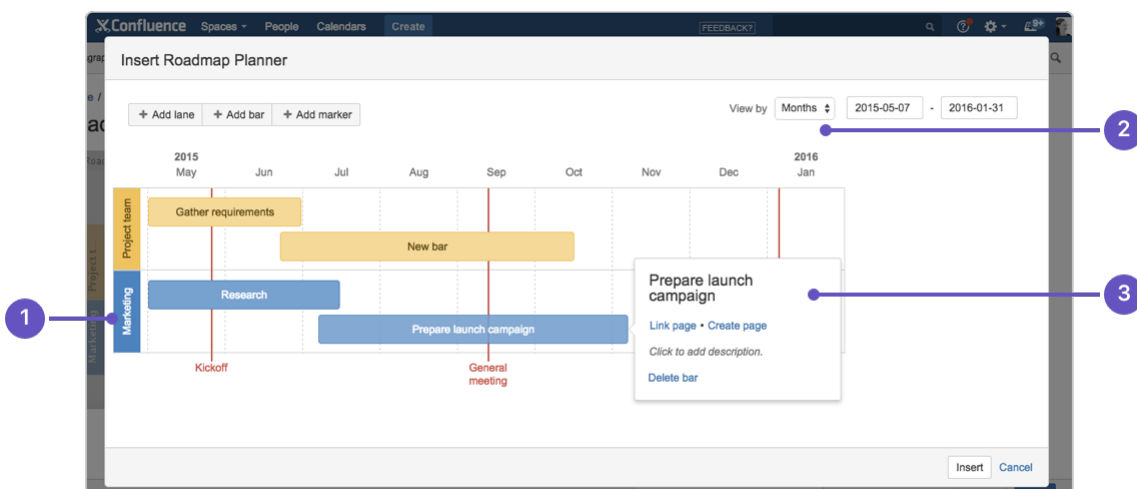 Confluence Spaces People Calendars Create FEEDBACK? 9+
Insert Roadmap Planner
+ Add lane + Add bar + Add marker
View by Months 2015-05-07 - 2016-01-31
2
2015 2016
May Jun Jul Aug Sep Oct Nov Dec Jan
Project team
Gather requirements
New bar
Marketing
Research
Prepare launch campaign
1
Kickoff
General
meeting
Prepare launch
campaign
Link page • Create page
Click to add description.
Delete bar
3
Insert Cancel